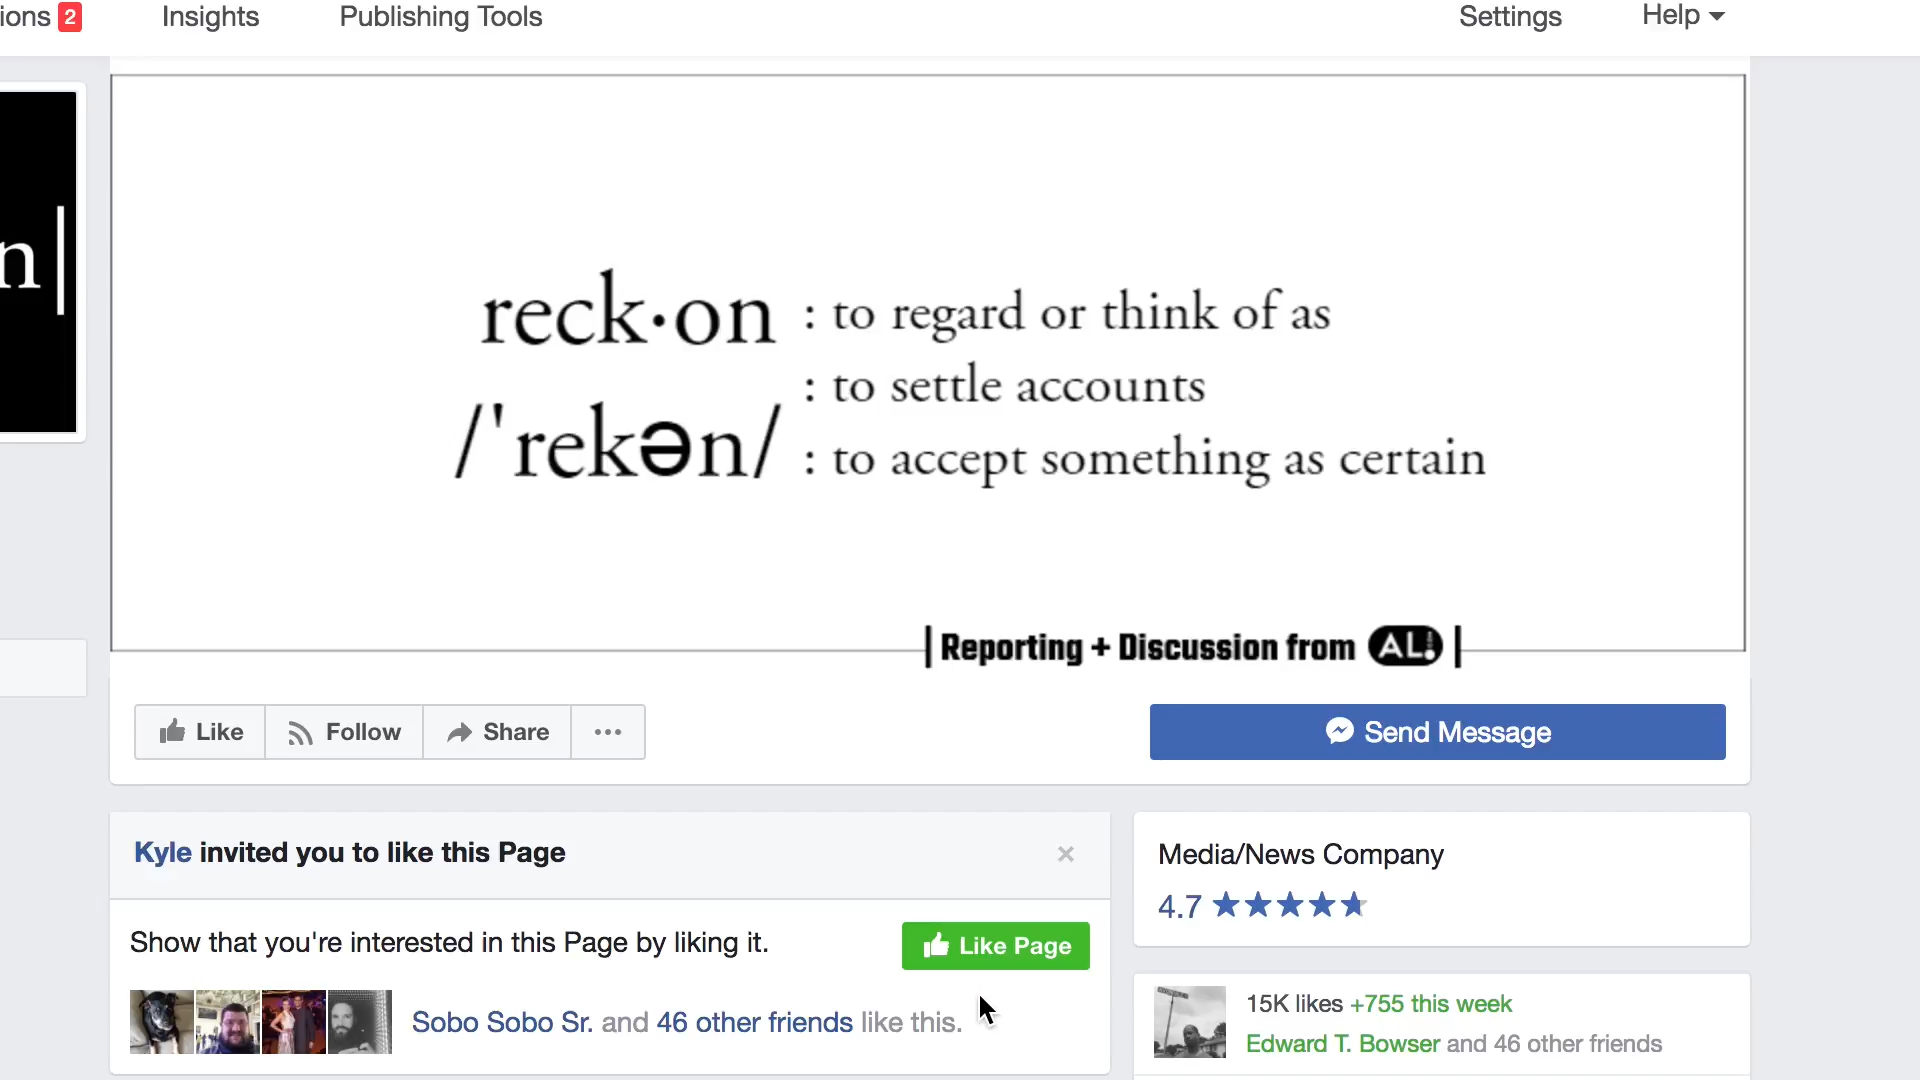 ions 2 Insights Publishing Tools Settings Help
n|
reck·on : to regard or think of as
: to settle accounts
/ˈrekən/ : to accept something as certain
| Reporting + Discussion from AL. |
Like Follow Share ... Send Message
Kyle invited you to like this Page ×
Show that you're interested in this Page by liking it. Like Page
Sobo Sobo Sr. and 46 other friends like this.
Media/News Company
4.7
15K likes +755 this week
Edward T. Bowser and 46 other friends